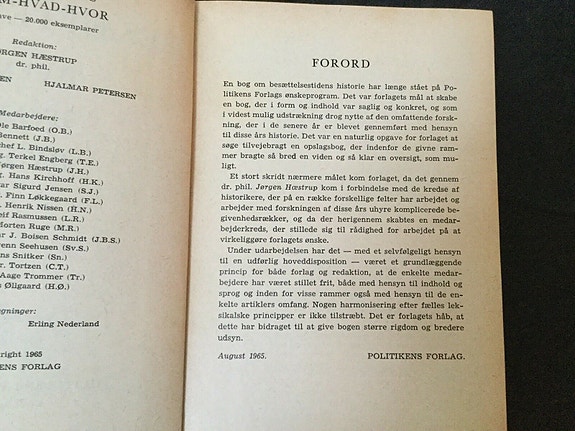 M-HVAD-HVOR
ve — 20.000 eksemplarer
Redaktion:
RGEN HÆSTRUP
dr. phil.
EN HJALMAR PETERSEN
Medarbejdere:
Ole Barfoed (O.B.)
Bennett (J.B.)
chef L. Bindsløv (L.B.)
g. Terkel Engberg (T.E.)
Jørgen Hæstrup (J.H.)
g. Hans Kirchhoff (H.K.)
ar Sigurd Jensen (S.J.)
Finn Løkkegaard (F.L.)
Henrik Nissen (H.N.)
eif Rasmussen (L.R.)
Morten Ruge (M.R.)
r J. Boisen Schmidt (J.B.S.)
venn Seehusen (Sv.S.)
ns Snitker (Sn.)
r. Tortzen (C.T.)
Aage Trommer (Tr.)
s Øllgaard (H.Ø.)
egninger:
Erling Nederland
right 1965
KENS FORLAG
FORORD
En bog om besættelsestidens historie har længe stået på Po-
litikens Forlags ønskeprogram. Det var forlagets mål at skabe
en bog, der i form og indhold var saglig og konkret, og som
i videst mulig udstrækning drog nytte af den omfattende forsk-
ning, der i de senere år er blevet gennemført med hensyn
til disse års historie. Det var en naturlig opgave for forlaget at
søge tilvejebragt en opslagsbog, der indenfor de givne ram-
mer bragte så bred en viden og så klar en oversigt, som mu-
ligt.
Et stort skridt nærmere målet kom forlaget, da det gennem
dr. phil. Jørgen Hæstrup kom i forbindelse med de kredse af
historikere, der på en række forskellige felter har arbejdet og
arbejder med forskningen af disse års uhyre komplicerede be-
givenhedsrækker, og da der herigennem skabtes en medar-
bejderkreds, der stillede sig til rådighed for arbejdet på at
virkeliggøre forlagets ønske.
Under udarbejdelsen har det — med et selvfølgeligt hensyn
til en udførlig hoveddisposition — været et grundlæggende
princip for både forlag og redaktion, at de enkelte medar-
bejdere har været stillet frit, både med hensyn til indhold og
sprog og inden for visse rammer også med hensyn til de en-
kelte artiklers omfang. Nogen harmonisering efter fælles lek-
sikalske principper er ikke tilstræbt. Det er forlagets håb, at
dette har bidraget til at give bogen større rigdom og bredere
udsyn.
August 1965. POLITIKENS FORLAG.